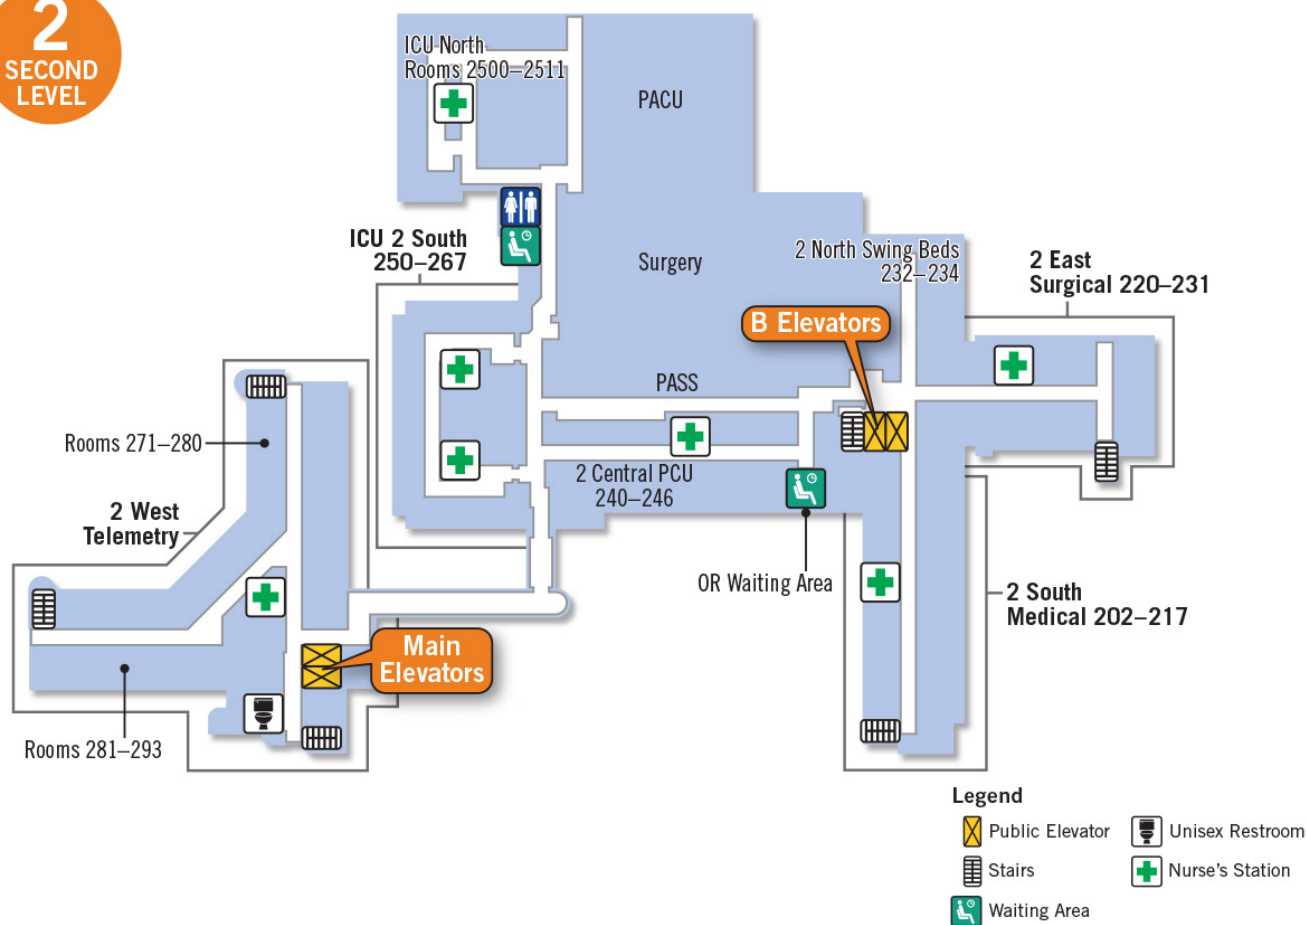 2
SECOND
LEVEL
ICU North
Rooms 2500–2511
PACU
ICU 2 South
250–267
Surgery
2 North Swing Beds
232–234
2 East
Surgical 220–231
B Elevators
PASS
Rooms 271–280
2 Central PCU
240–246
2 West
Telemetry
OR Waiting Area
2 South
Medical 202–217
Main
Elevators
Rooms 281–293
Legend
Public Elevator
Unisex Restroom
Stairs
Nurse's Station
Waiting Area